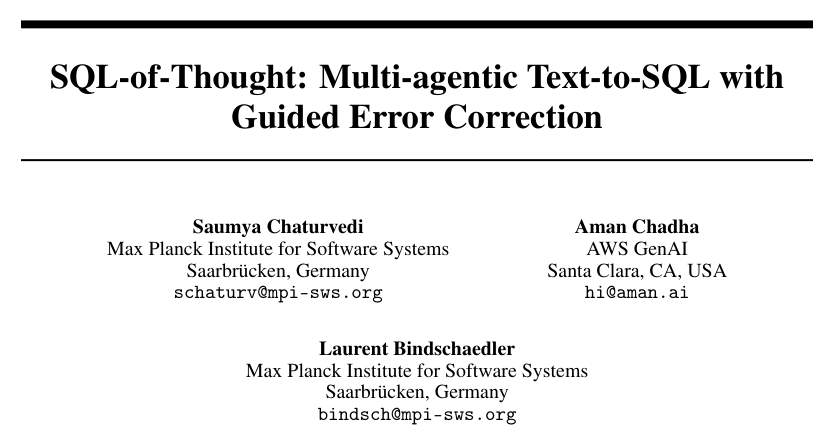 SQL-of-Thought: Multi-agentic Text-to-SQL with
Guided Error Correction
Saumya Chaturvedi
Max Planck Institute for Software Systems
Saarbrücken, Germany
schaturv@mpi-sws.org
Aman Chadha
AWS GenAI
Santa Clara, CA, USA
hi@aman.ai
Laurent Bindschaedler
Max Planck Institute for Software Systems
Saarbrücken, Germany
bindsch@mpi-sws.org